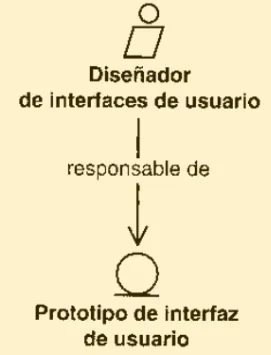 Diseñador
de interfaces de usuario
responsable de
Prototipo de interfaz
de usuario